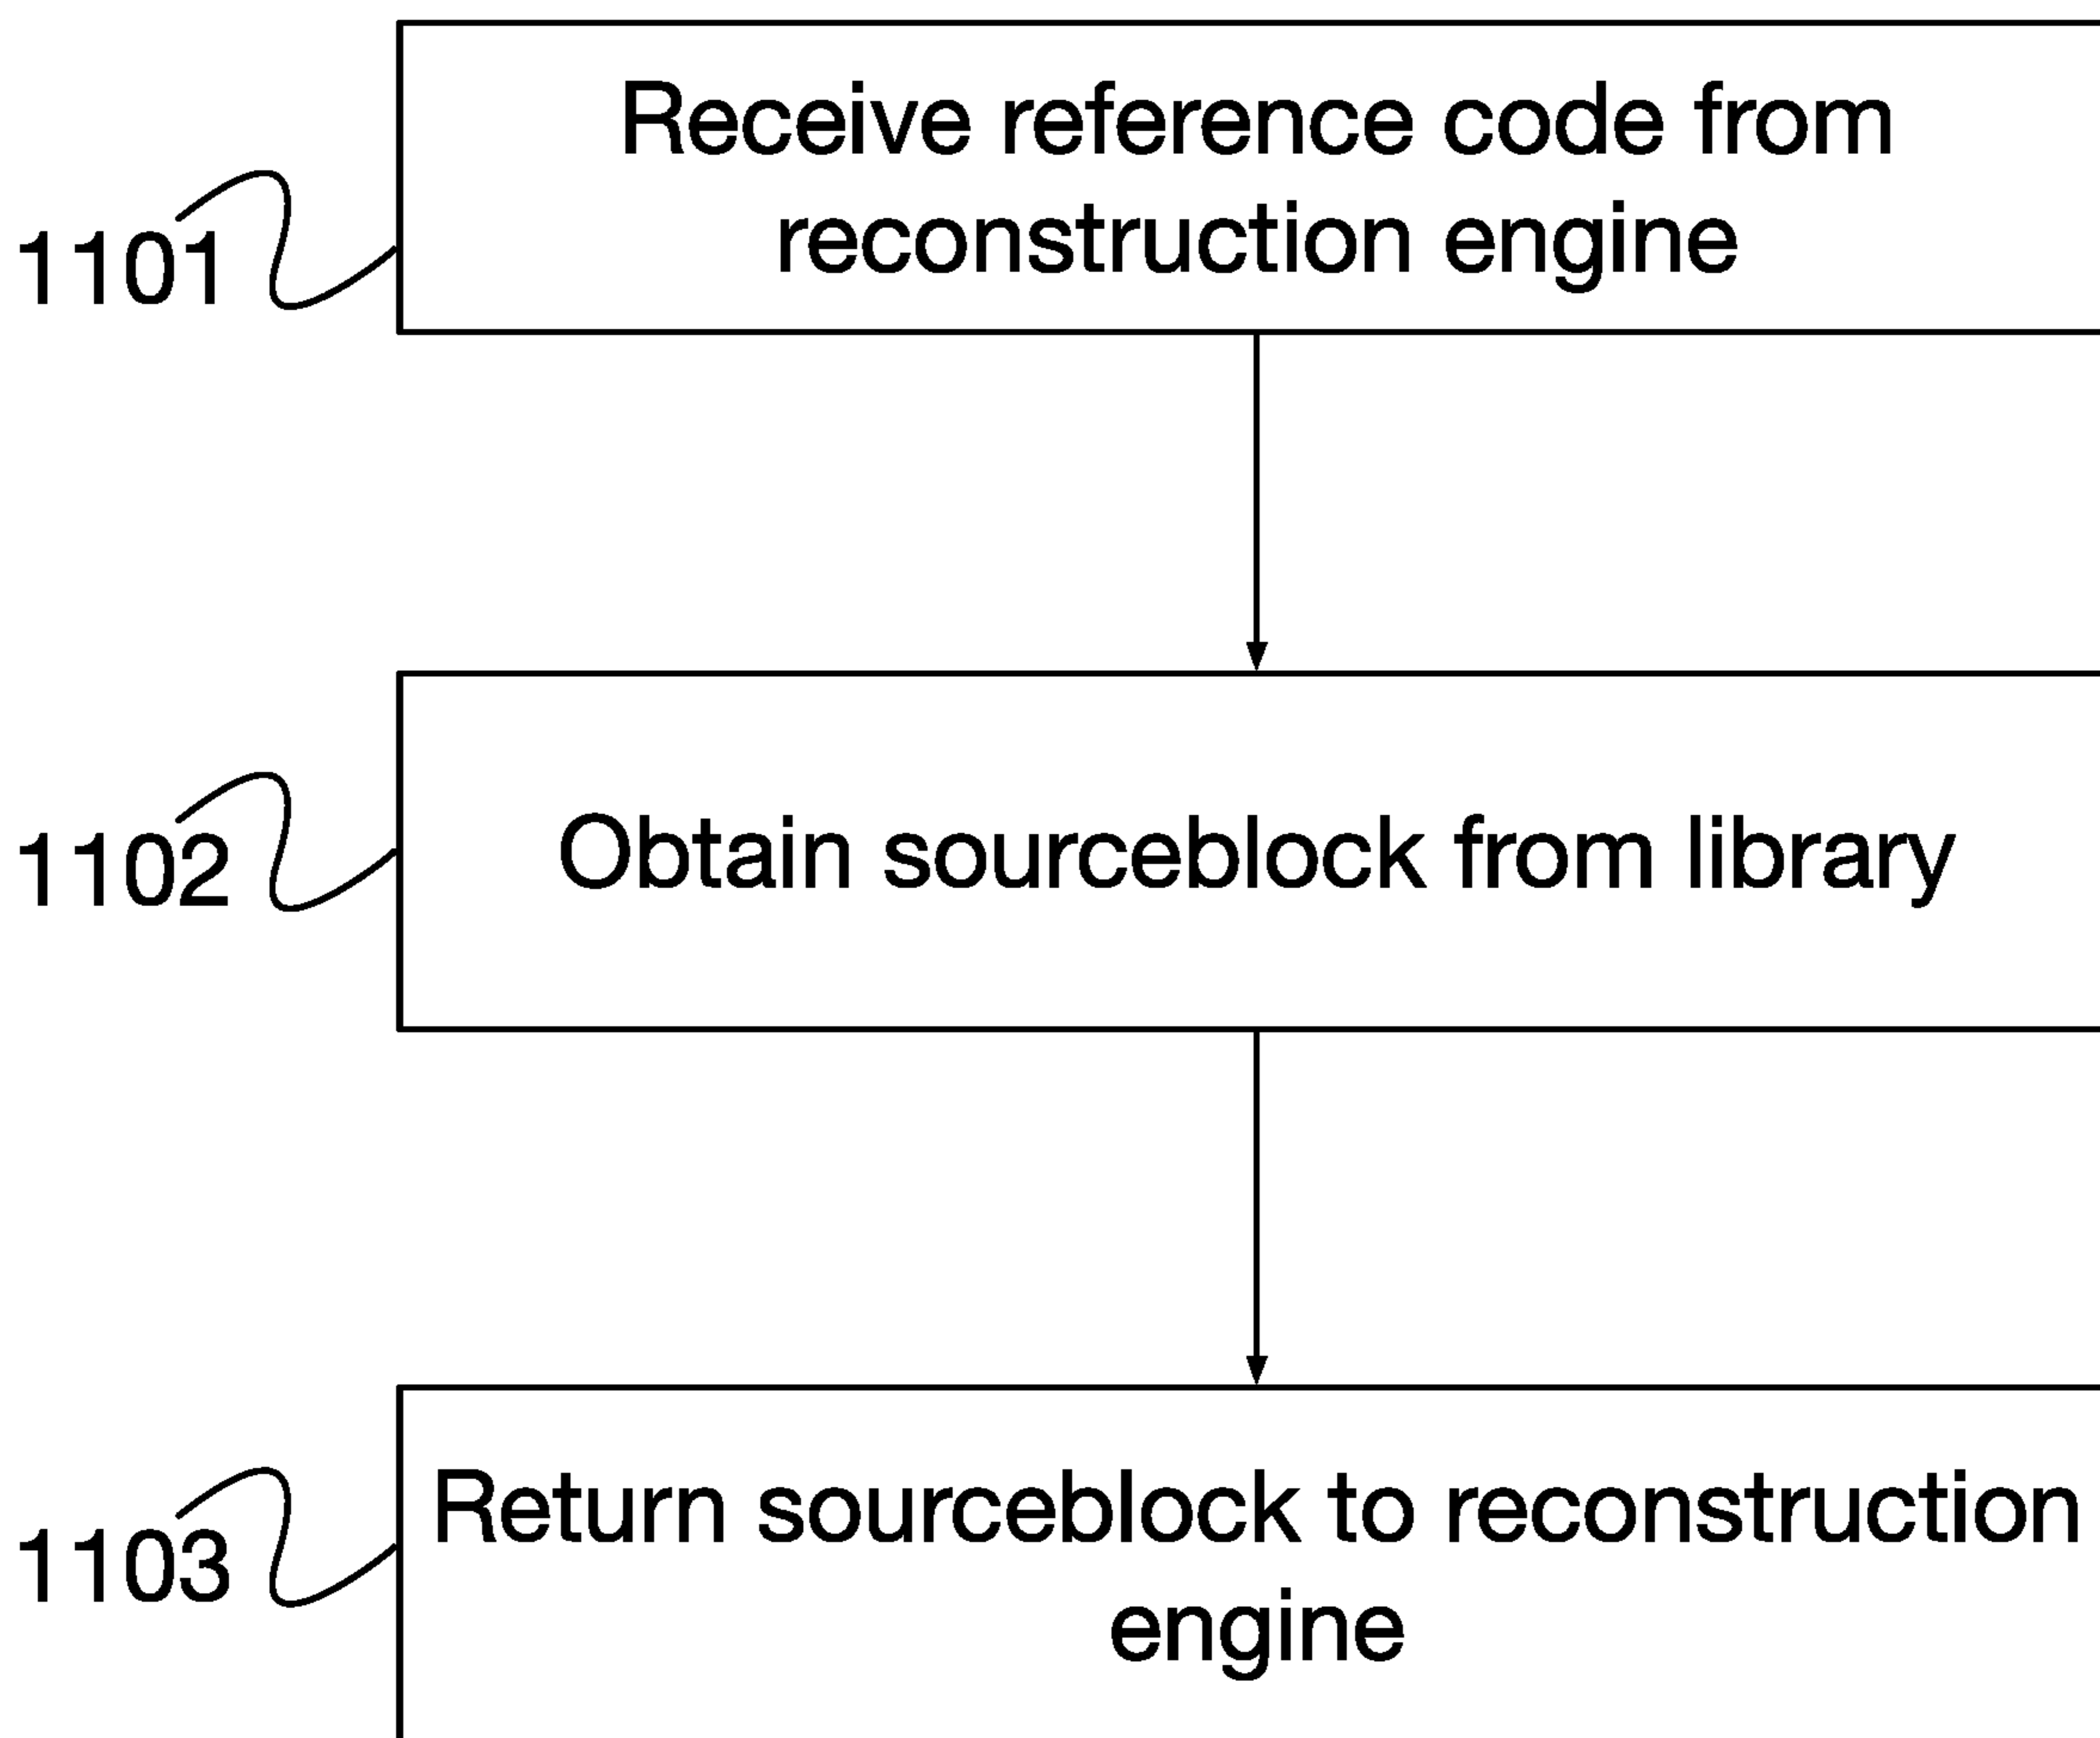 Receive reference code from
reconstruction engine
1101
Obtain sourceblock from library
1102
Return sourceblock to reconstruction
engine
1103